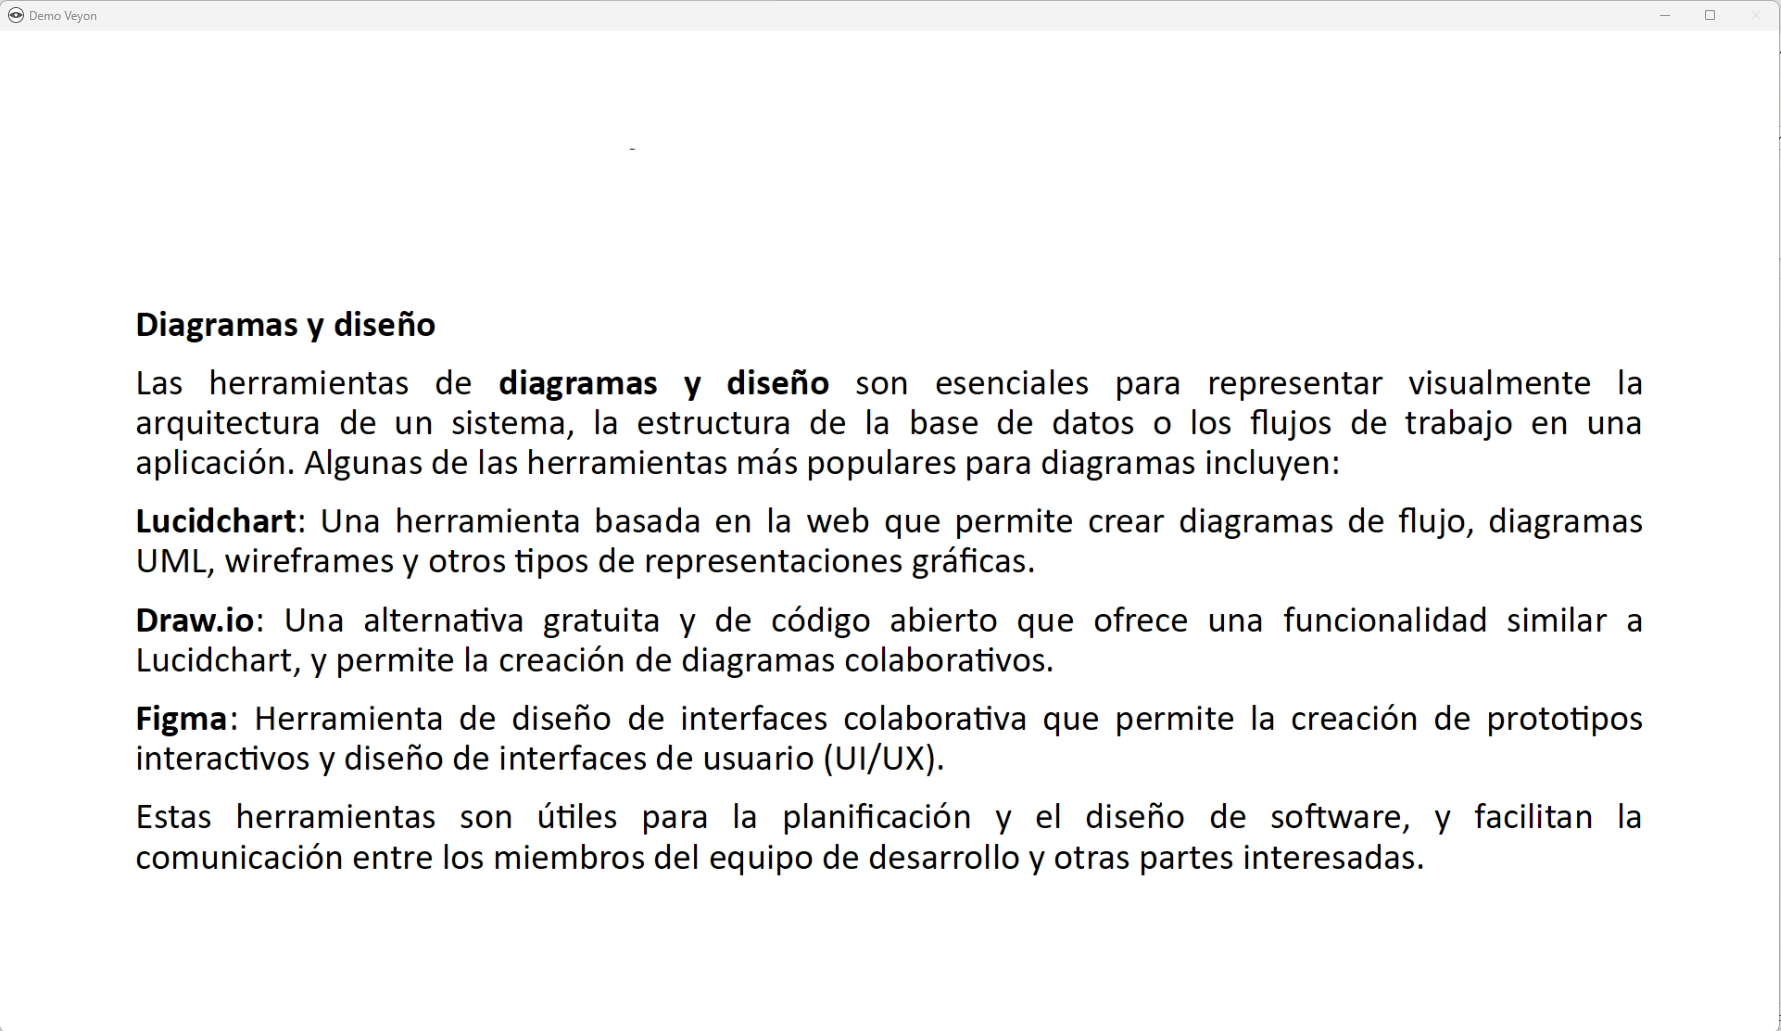 Demo Veyon
Diagramas y diseño
Las herramientas de diagramas y diseño son esenciales para representar visualmente la
arquitectura de un sistema, la estructura de la base de datos o los flujos de trabajo en una
aplicación. Algunas de las herramientas más populares para diagramas incluyen:
Lucidchart: Una herramienta basada en la web que permite crear diagramas de flujo, diagramas
UML, wireframes y otros tipos de representaciones gráficas.
Draw.io: Una alternativa gratuita y de código abierto que ofrece una funcionalidad similar a
Lucidchart, y permite la creación de diagramas colaborativos.
Figma: Herramienta de diseño de interfaces colaborativa que permite la creación de prototipos
interactivos y diseño de interfaces de usuario (UI/UX).
Estas herramientas son útiles para la planificación y el diseño de software, y facilitan la
comunicación entre los miembros del equipo de desarrollo y otras partes interesadas.